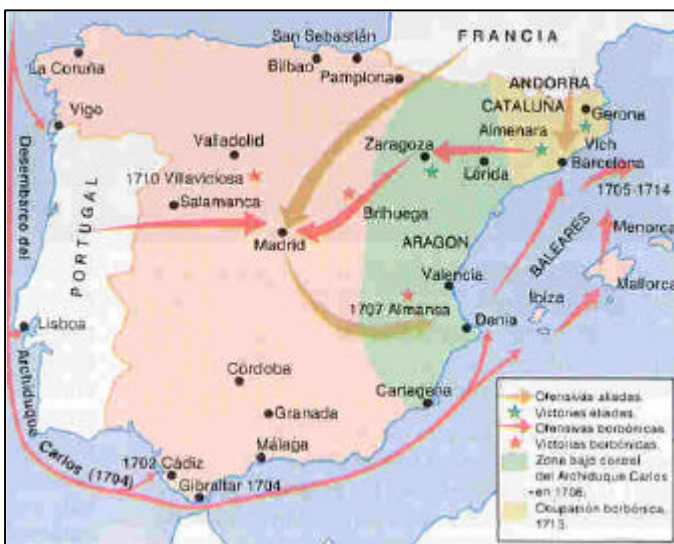 FRANCIA
San Sebastián
La Coruña
Bilbao
Pamplona
ANDORRA
CATALUÑA
Gerona
Vigo
Almenara
Valladolid
Zaragoza
Vich
Lérida
Barcelona
1710 Villaviciosa
1705-1714
Salamanca
Brihuega
Menorca
Madrid
ARAGON
BALEARES
PORTUGAL
Valencia
Mallorca
Ibiza
1707 Almansa
Lisboa
Dania
Desembarco del
Archiduque
Carlos (1704)
Córdoba
Cartagena
Granada
Málaga
1702 Cádiz
Gibraltar 1704
Ofensivas aliadas.
Victorias aliadas.
Ofensivas borbónicas.
Victorias borbónicas.
Zona bajo control
del Archiduque Carlos
en 1706.
Ocupación borbónica,
1713.